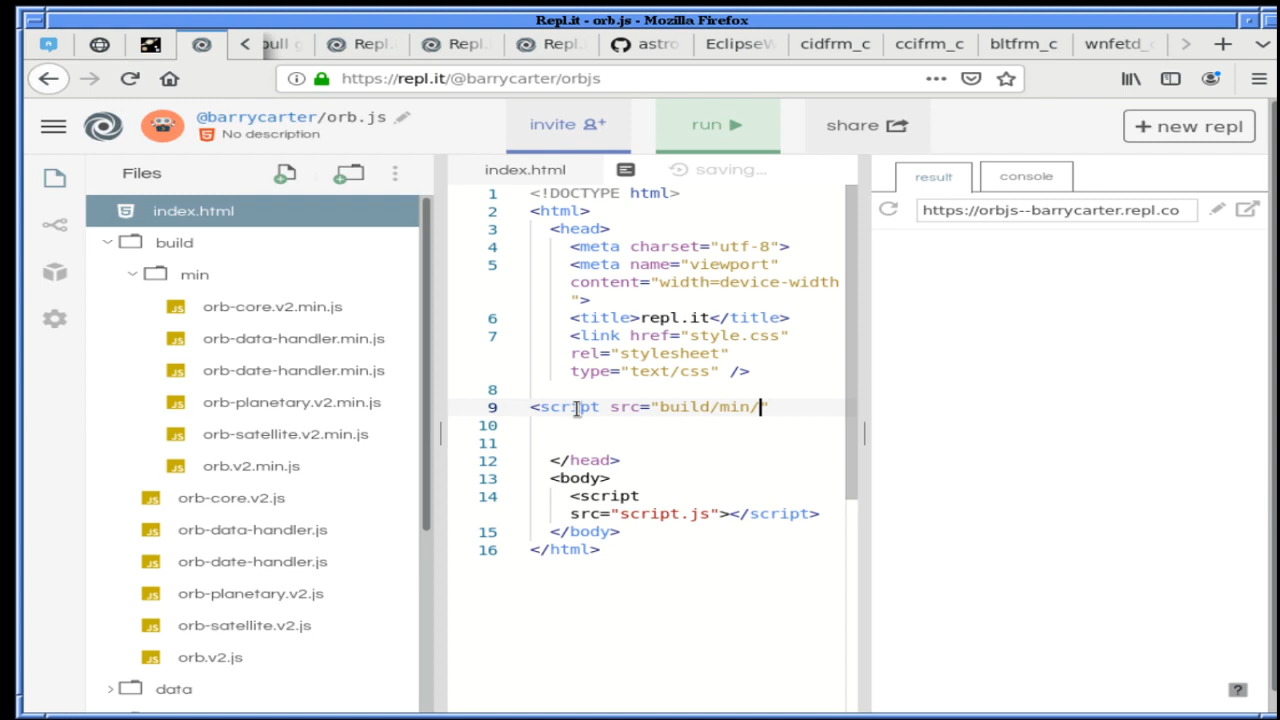 Repl.it - orb.js - Mozilla Firefox
pull
Repl.
Repl.
Repl.
astro
EclipseW
cidfrm_c
ccifrm_c
bltfrm_c
wnfetd_
https://repl.it/@barrycarter/orbjs
@barrycarter/orb.js
No description
invite
run
share
+ new repl
Files
index.html
build
min
orb-core.v2.min.js
orb-data-handler.min.js
orb-date-handler.min.js
orb-planetary.v2.min.js
orb-satellite.v2.min.js
orb.v2.min.js
orb-core.v2.js
orb-data-handler.js
orb-date-handler.js
orb-planetary.v2.js
orb-satellite.v2.js
orb.v2.js
data
index.html
saving...
1 <!DOCTYPE html>
2 <html>
3 <head>
4 <meta charset="utf-8">
5 <meta name="viewport"
content="width=device-width
">
6 <title>repl.it</title>
7 <link href="style.css"
rel="stylesheet"
type="text/css" />
8
9 <script src="build/min/"
10
11
12 </head>
13 <body>
14 <script
src="script.js"></script>
15 </body>
16 </html>
result
console
https://orbjs--barrycarter.repl.co
?